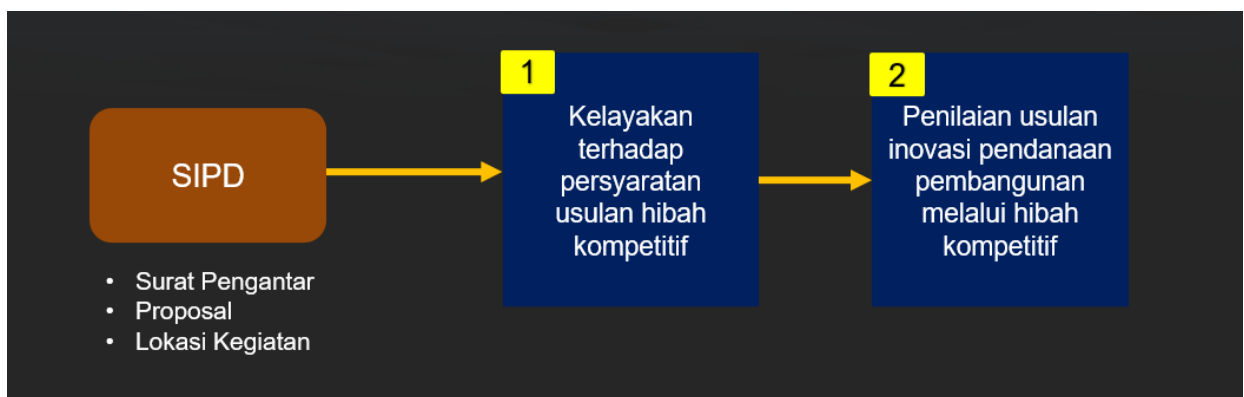 SIPD
• Surat Pengantar
• Proposal
• Lokasi Kegiatan
1
Kelayakan
terhadap
persyaratan
usulan hibah
kompetitif
2
Penilaian usulan
inovasi pendanaan
pembangunan
melalui hibah
kompetitif